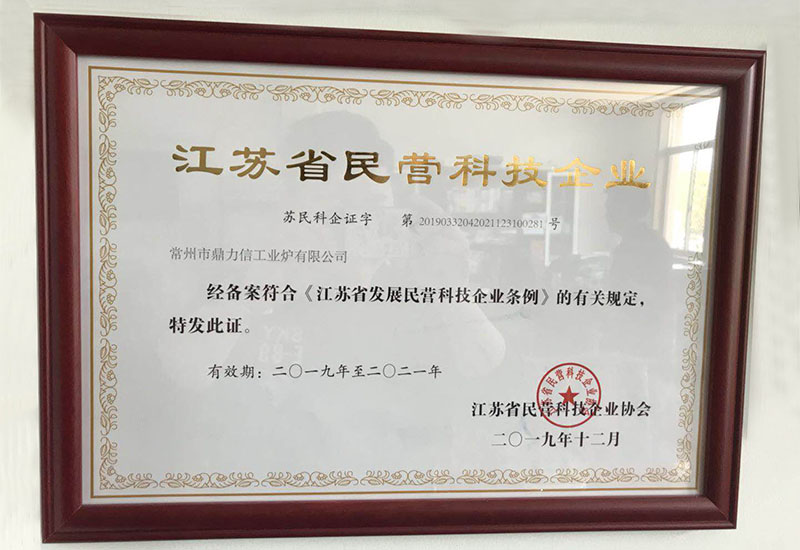 江苏省民营科技企业
苏民科企证字 第 20190332042021123100281 号
常州市鼎力信工业炉有限公司
经备案符合《江苏省发展民营科技企业条例》的有关规定，
特发此证。
有效期：二〇一九年至二〇二一年
江苏省民营科技企业协会
二〇一九年十二月